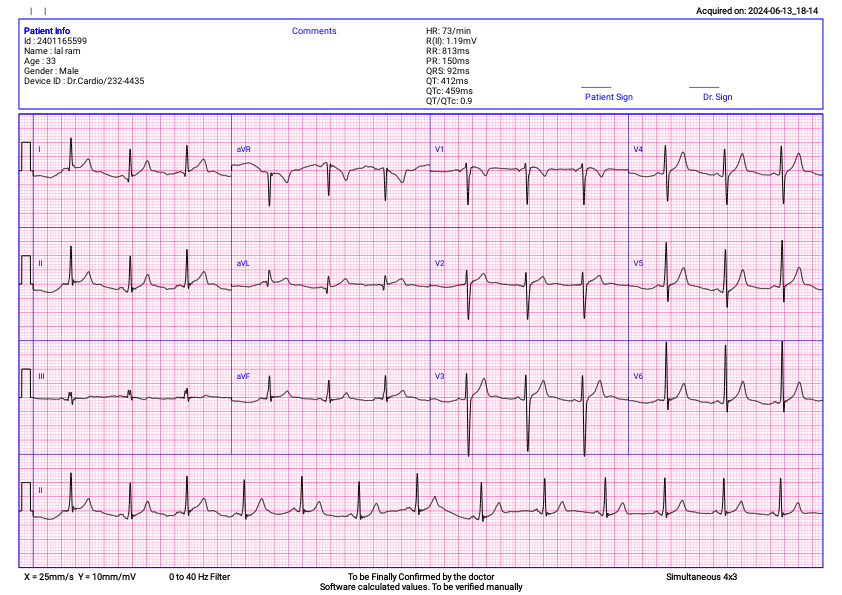 Acquired on: 2024-06-13_18-14
Patient Info
Id : 2401165599
Name : lal ram
Age : 33
Gender : Male
Device ID : Dr.Cardio/232-4435
Comments
HR: 73/min
R(II): 1.19mV
RR: 813ms
PR: 150ms
QRS: 92ms
QT: 412ms
QTc: 459ms
QT/QTc: 0.9
Patient Sign
Dr. Sign
I
aVR
V1
V4
II
aVL
V2
V5
III
aVF
V3
V6
II
X = 25mm/s Y = 10mm/mV
0 to 40 Hz Filter
To be Finally Confirmed by the doctor
Software calculated values. To be verified manually
Simultaneous 4x3